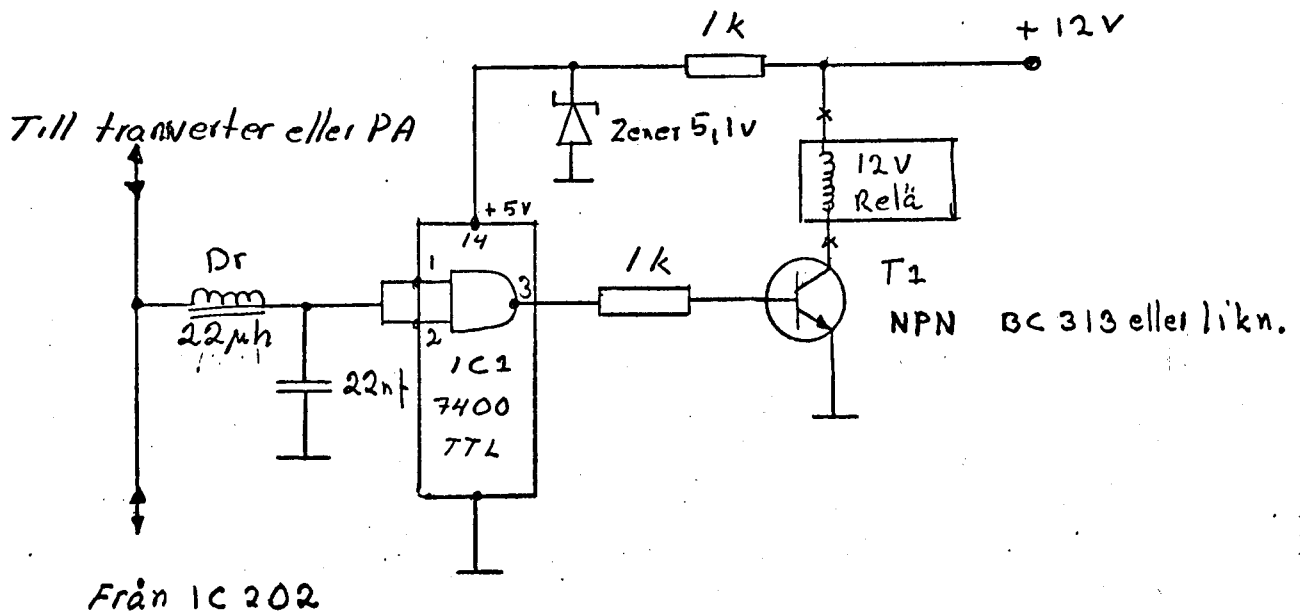 1k
+ 12V
Till tranverter eller PA
Zener 5,1v
12V
Relä
+5V
14
Dr
1
3
1k
T1
22µh
2
NPN BC 313 eller likn.
IC1
22nf
7400
TTL
Från IC 202